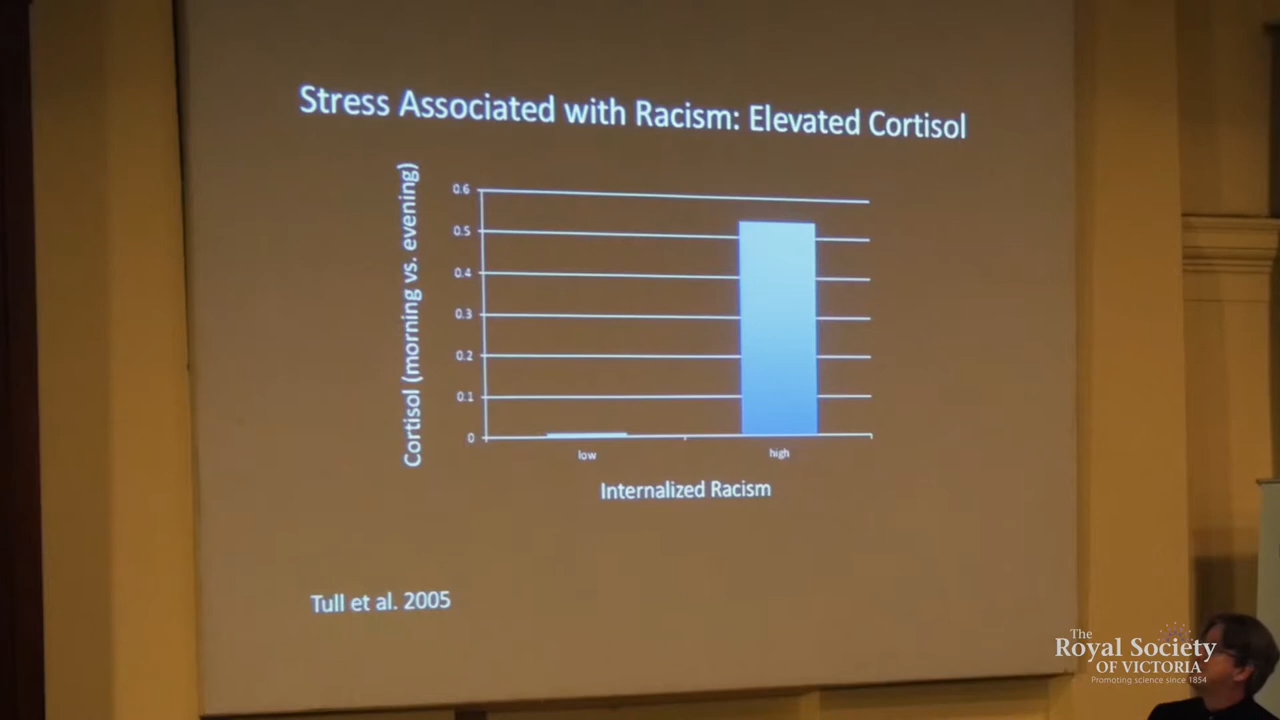 Stress Associated with Racism: Elevated Cortisol
Cortisol (morning vs. evening)
0.6
0.5
0.4
0.3
0.2
0.1
0
low
high
Internalized Racism
Tull et al. 2005
The
Royal Society
OF VICTORIA
Promoting science since 1854